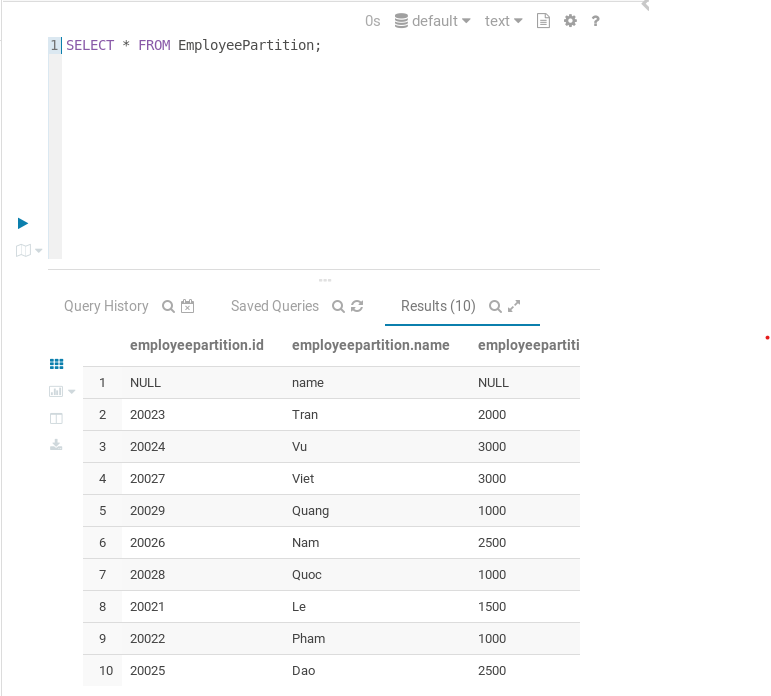 0s default text ?
1 SELECT * FROM EmployeePartition;
Query History Saved Queries Results (10)
employeepartition.id employeepartition.name employeepartiti
1 NULL name NULL
2 20023 Tran 2000
3 20024 Vu 3000
4 20027 Viet 3000
5 20029 Quang 1000
6 20026 Nam 2500
7 20028 Quoc 1000
8 20021 Le 1500
9 20022 Pham 1000
10 20025 Dao 2500